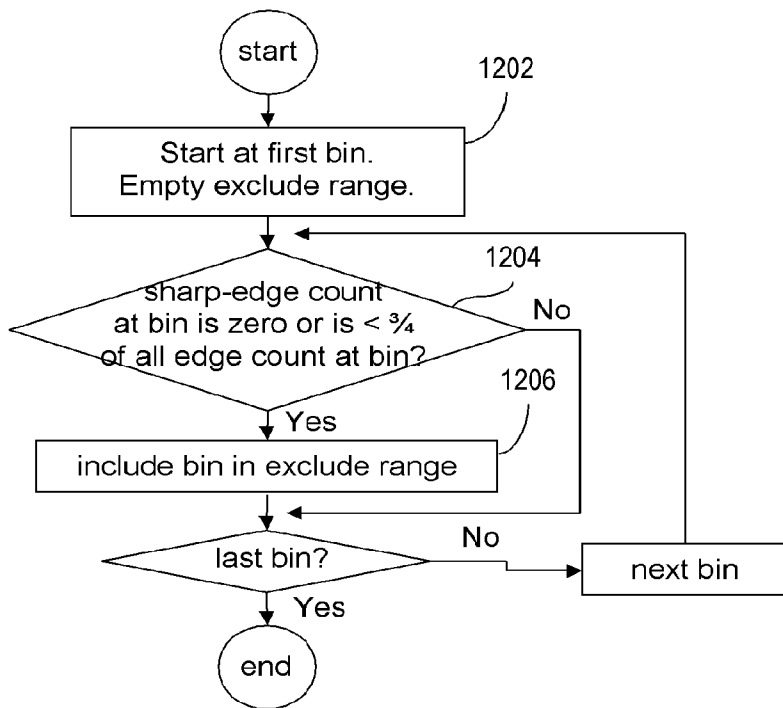 start
1202
Start at first bin.
Empty exclude range.
1204
sharp-edge count
at bin is zero or is < ¾
of all edge count at bin?
No
1206
Yes
include bin in exclude range
last bin?
No
next bin
Yes
end